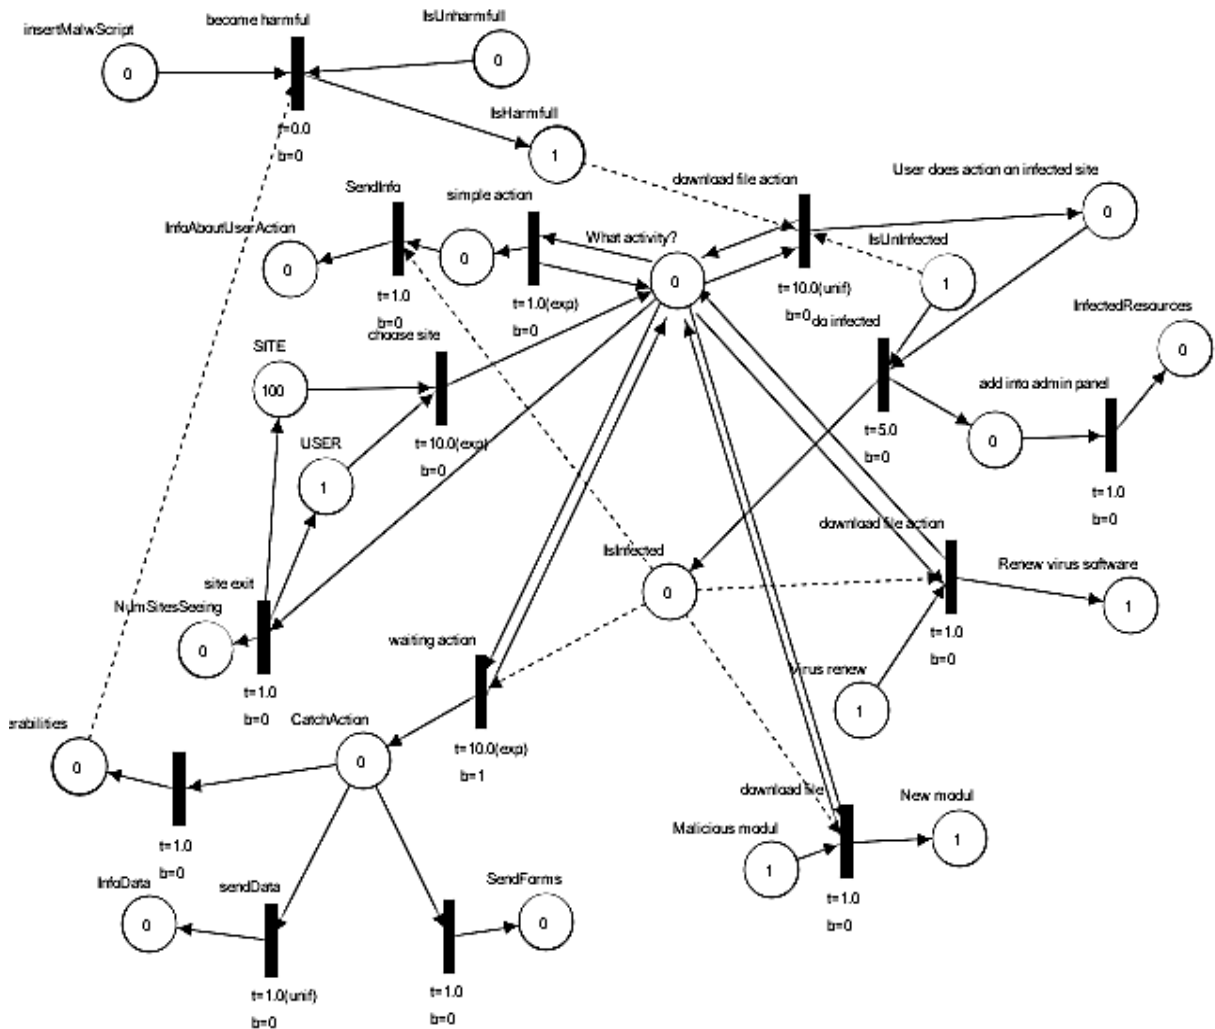 become harmful
IsUnharmfull
insertMalwScript
0
0
IsHarmfull
t=0.0
b=0
1
download file action
User does action on infected site
SendInfo
simple action
0
InfoAboutUserAction
What activity?
IsUnInfected
0
0
0
1
t=10.0(unif)
b=0
t=1.0
b=0
t=1.0(exp)
b=0
do infected
InfectedResources
0
choose site
SITE
100
add into admin panel
t=10.0(exp)
b=0
t=5.0
b=0
0
USER
1
t=1.0
b=0
download file action
IsInfected
0
Renew virus software
1
site exit
NumSitesSeeing
0
t=1.0
b=0
waiting action
t=1.0
b=0
virus renew
1
erabilities
0
CatchAction
0
t=10.0(exp)
b=1
download file
New modul
1
Malicious modul
1
t=1.0
b=0
InfoData
0
sendData
SendForms
0
t=1.0
b=0
t=1.0(unif)
b=0
t=1.0
b=0